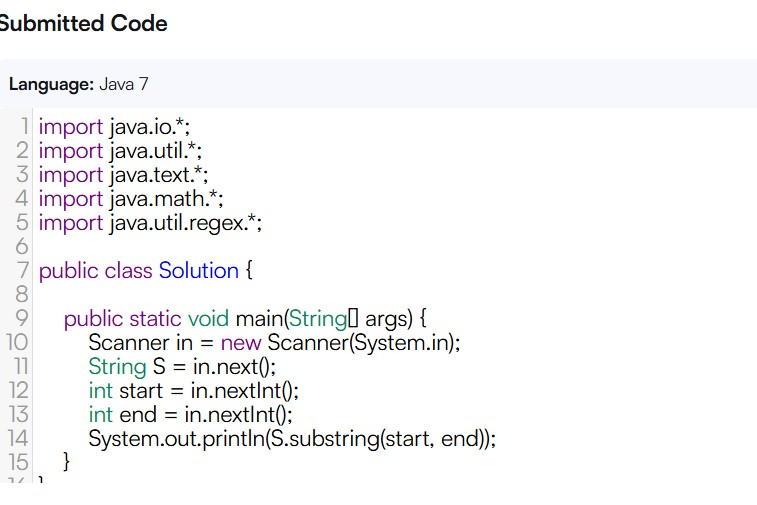 Submitted Code
Language: Java 7
1 import java.io.*;
2 import java.util.*;
3 import java.text.*;
4 import java.math.*;
5 import java.util.regex.*;
6
7 public class Solution {
8
9 public static void main(String[] args) {
10 Scanner in = new Scanner(System.in);
11 String S = in.next();
12 int start = in.nextInt();
13 int end = in.nextInt();
14 System.out.println(S.substring(start, end));
15 }